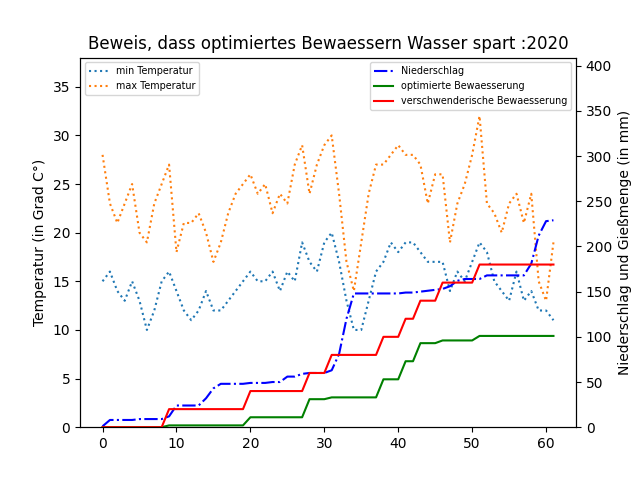 Beweis, dass optimiertes Bewaessern Wasser spart :2020
min Temperatur
max Temperatur
Niederschlag
optimierte Bewaesserung
verschwenderische Bewaesserung
Temperatur (in Grad C°)
35
30
25
20
15
10
5
0
400
350
300
250
200
150
100
50
0
Niederschlag und Gießmenge (in mm)
0 10 20 30 40 50 60